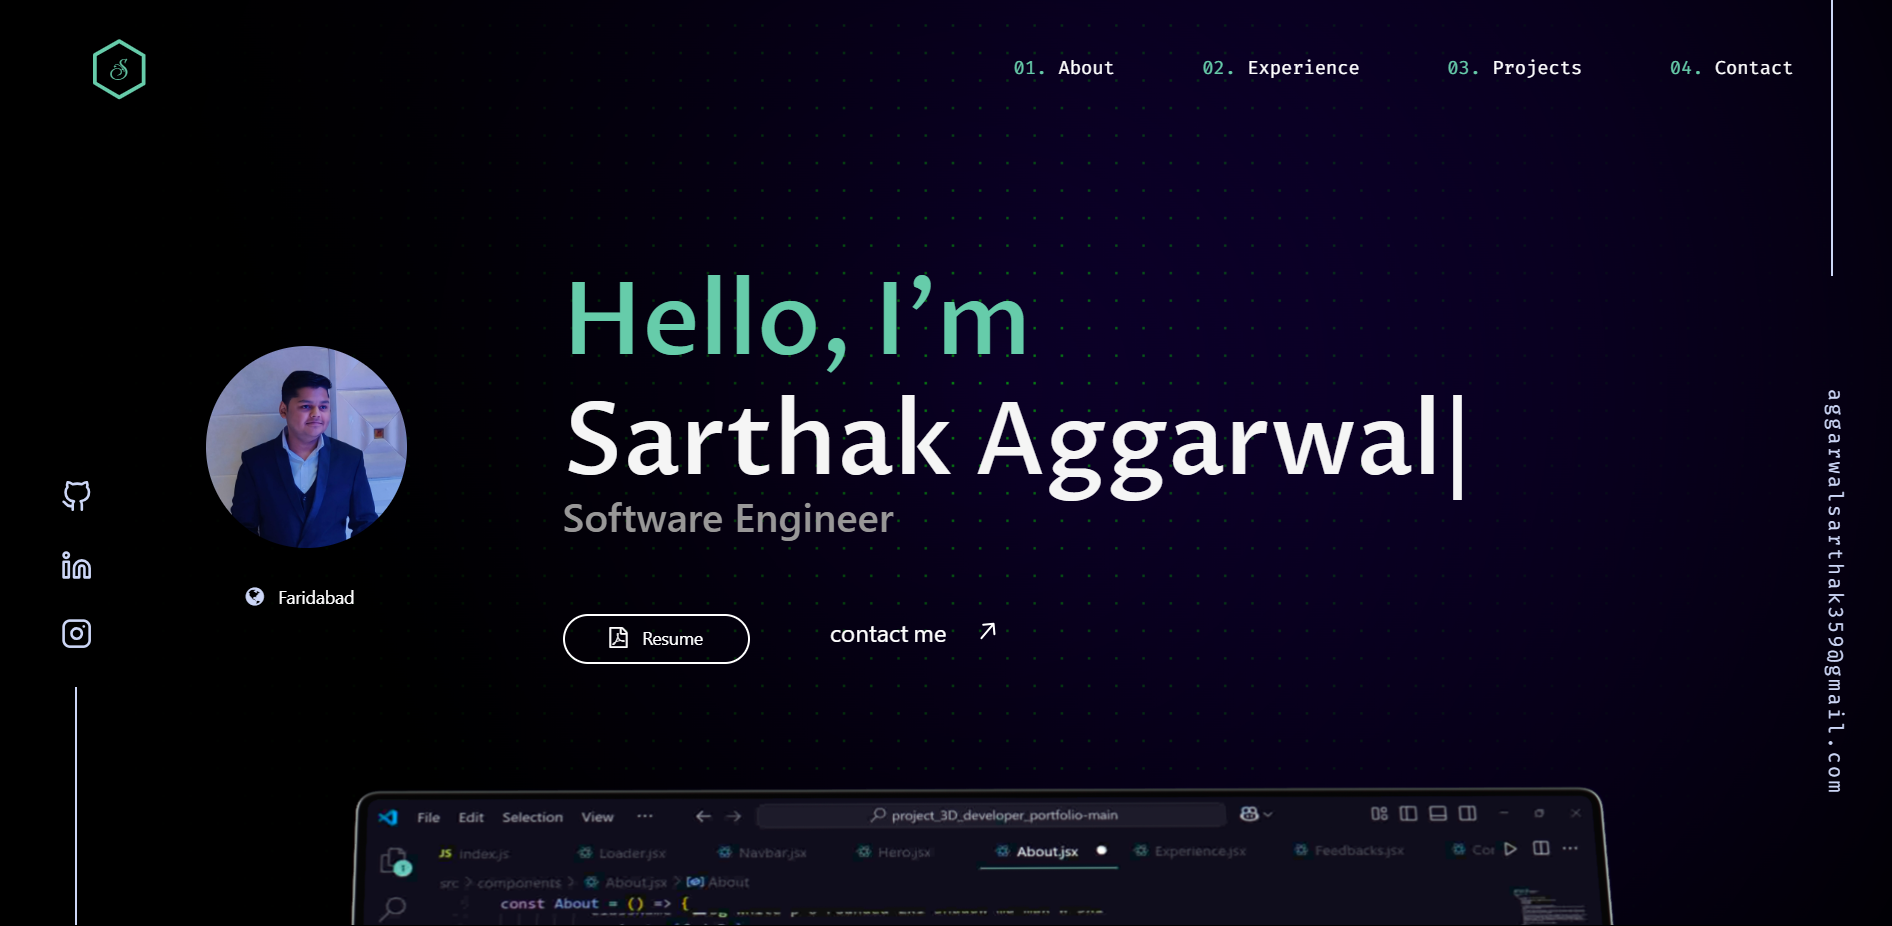 S
01. About 02. Experience 03. Projects 04. Contact
Hello, I’m
Sarthak Aggarwal|
Software Engineer
Faridabad
Resume
contact me
aggarwalsarthak359@gmail.com
File Edit Selection View ... project_3D_developer_portfolio-main
JS index.js Loader.jsx Navbar.jsx Hero.jsx About.jsx Experience.jsx Feedbacks.jsx
1
src > components > About.jsx > About
const About = () => {